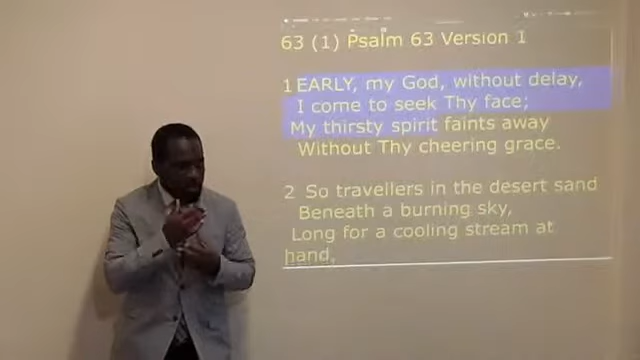 63 (1) Psalm 63 Version 1
1 EARLY, my God, without delay,
I come to seek Thy face;
My thirsty spirit faints away
Without Thy cheering grace.
2 So travellers in the desert sand
Beneath a burning sky,
Long for a cooling stream at
hand,